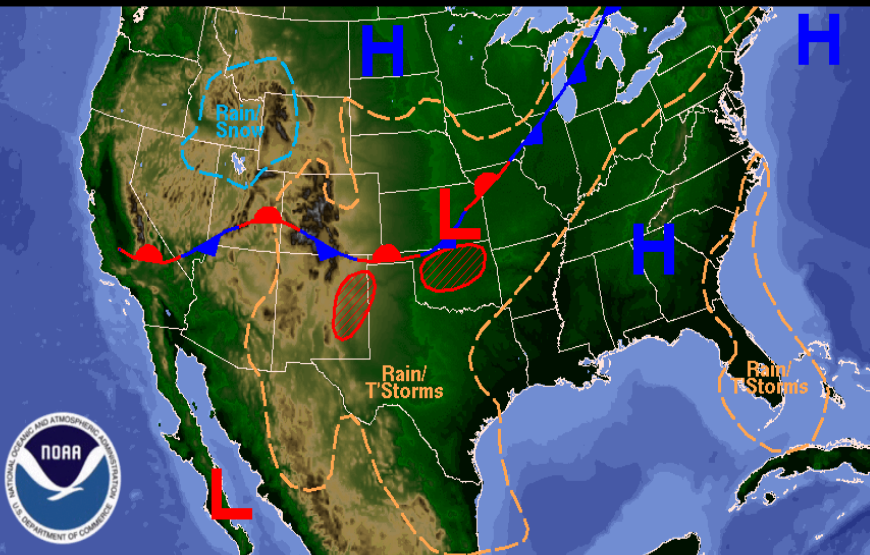 H
H
Rain/
Snow
L
H
Rain/
T'Storms
Rain/
T'Storms
L
NATIONAL OCEANIC AND ATMOSPHERIC ADMINISTRATION
NOAA
U.S. DEPARTMENT OF COMMERCE